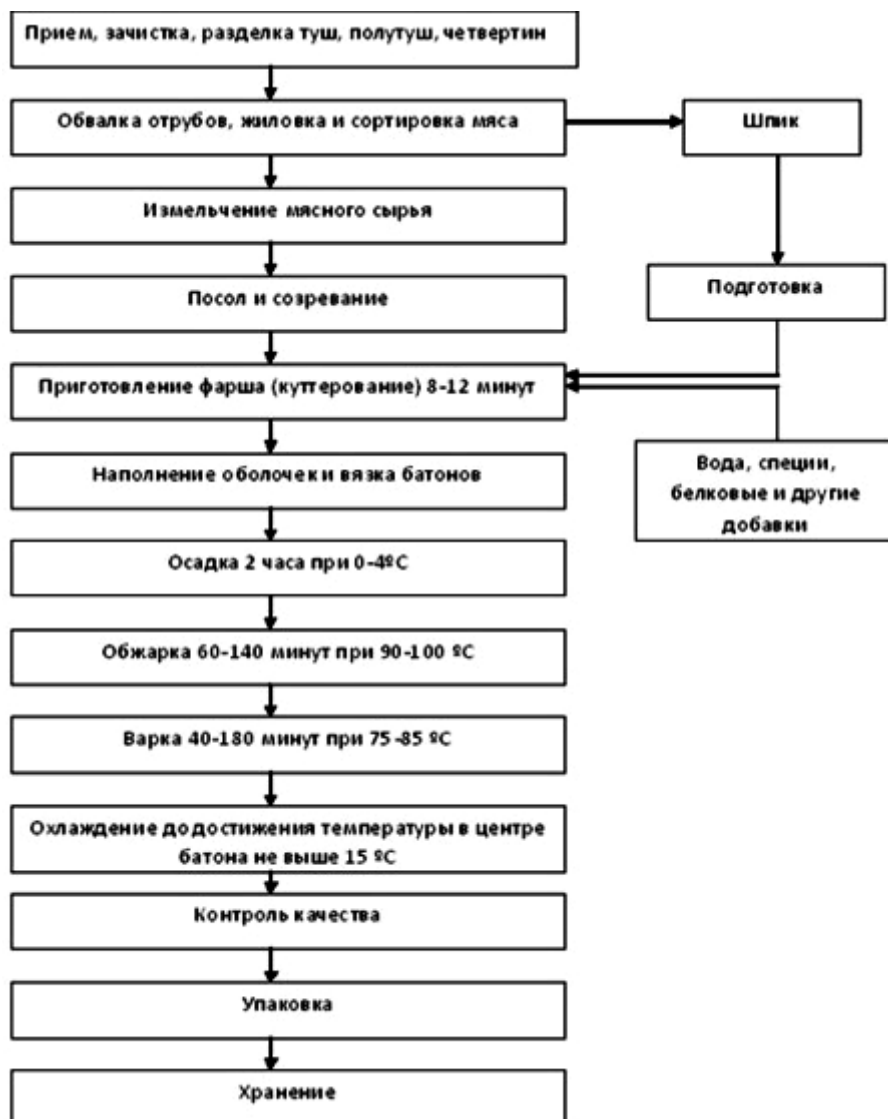 Прием, зачистка, разделка туш, полутуш, четвертин
Обвалка отрубов, жиловка и сортировка мяса
Шпик
Измельчение мясного сырья
Посол и созревание
Подготовка
Приготовление фарша (куттерование) 8-12 минут
Наполнение оболочек и вязка батонов
Вода, специи,
белковые и другие
добавки
Осадка 2 часа при 0-4ºС
Обжарка 60-140 минут при 90-100 ºС
Варка 40-180 минут при 75-85 ºС
Охлаждение до достижения температуры в центре
батона не выше 15 ºС
Контроль качества
Упаковка
Хранение